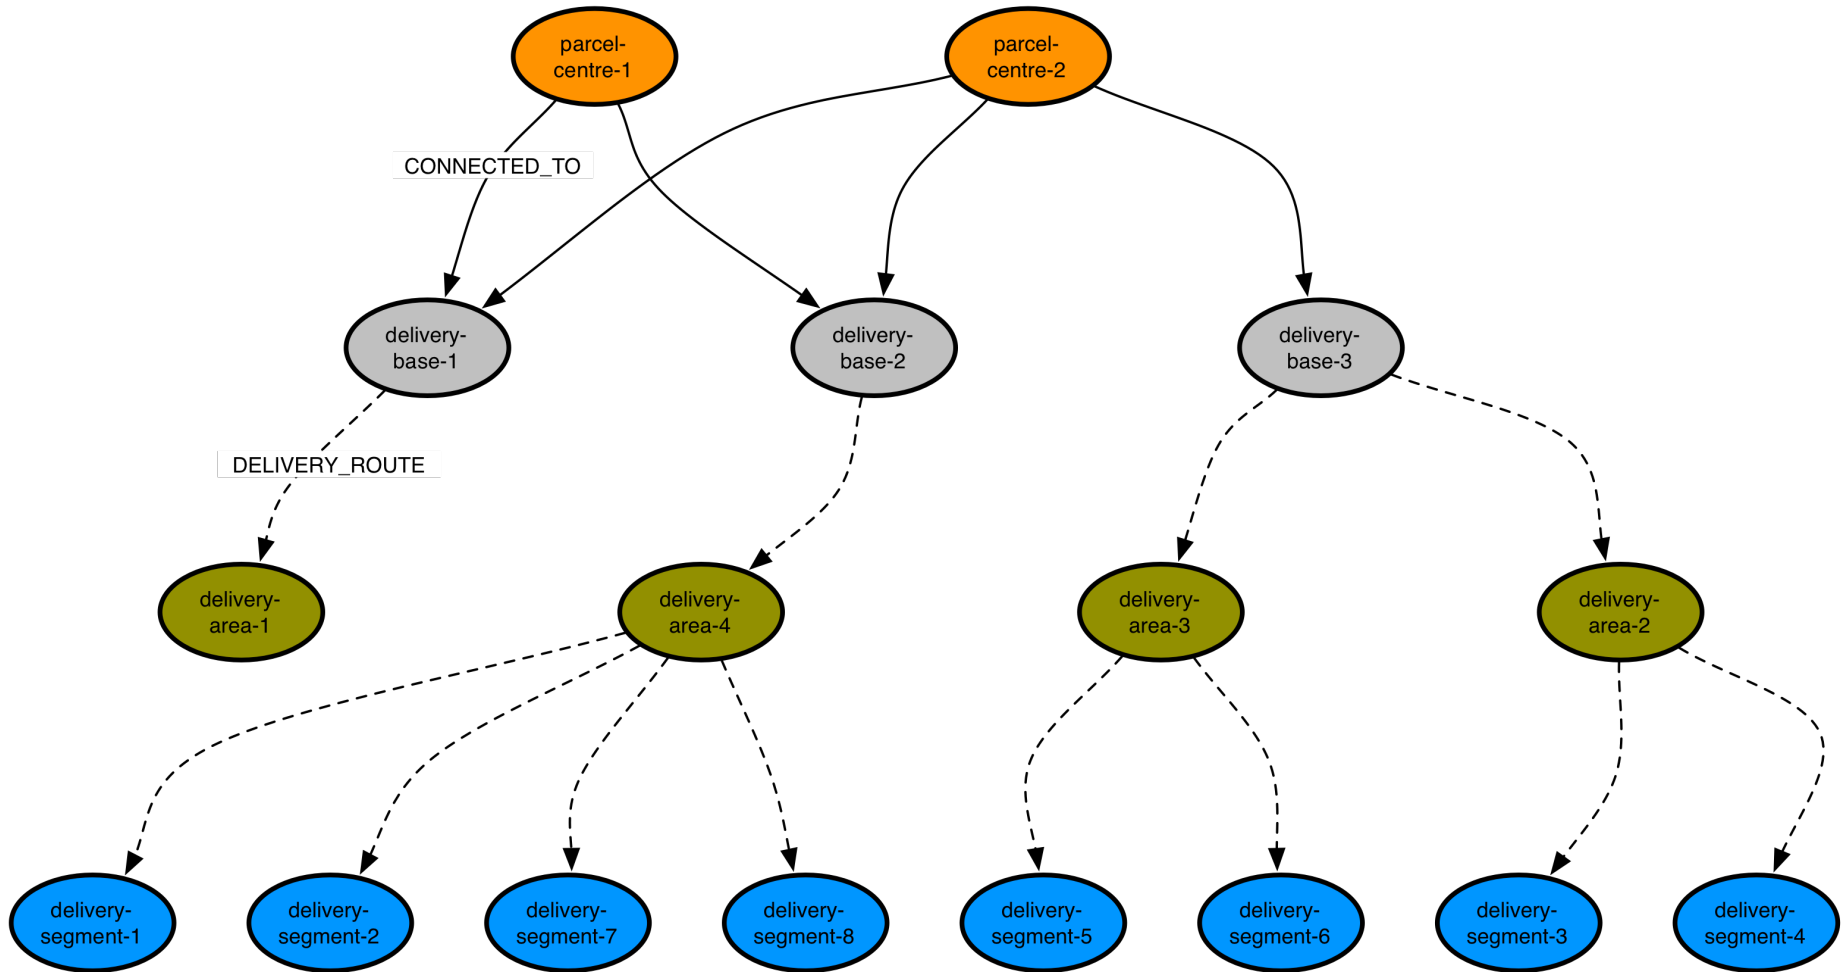 parcel-
centre-1
parcel-
centre-2
CONNECTED_TO
delivery-
base-1
delivery-
base-2
delivery-
base-3
DELIVERY_ROUTE
delivery-
area-1
delivery-
area-4
delivery-
area-3
delivery-
area-2
delivery-
segment-1
delivery-
segment-2
delivery-
segment-7
delivery-
segment-8
delivery-
segment-5
delivery-
segment-6
delivery-
segment-3
delivery-
segment-4